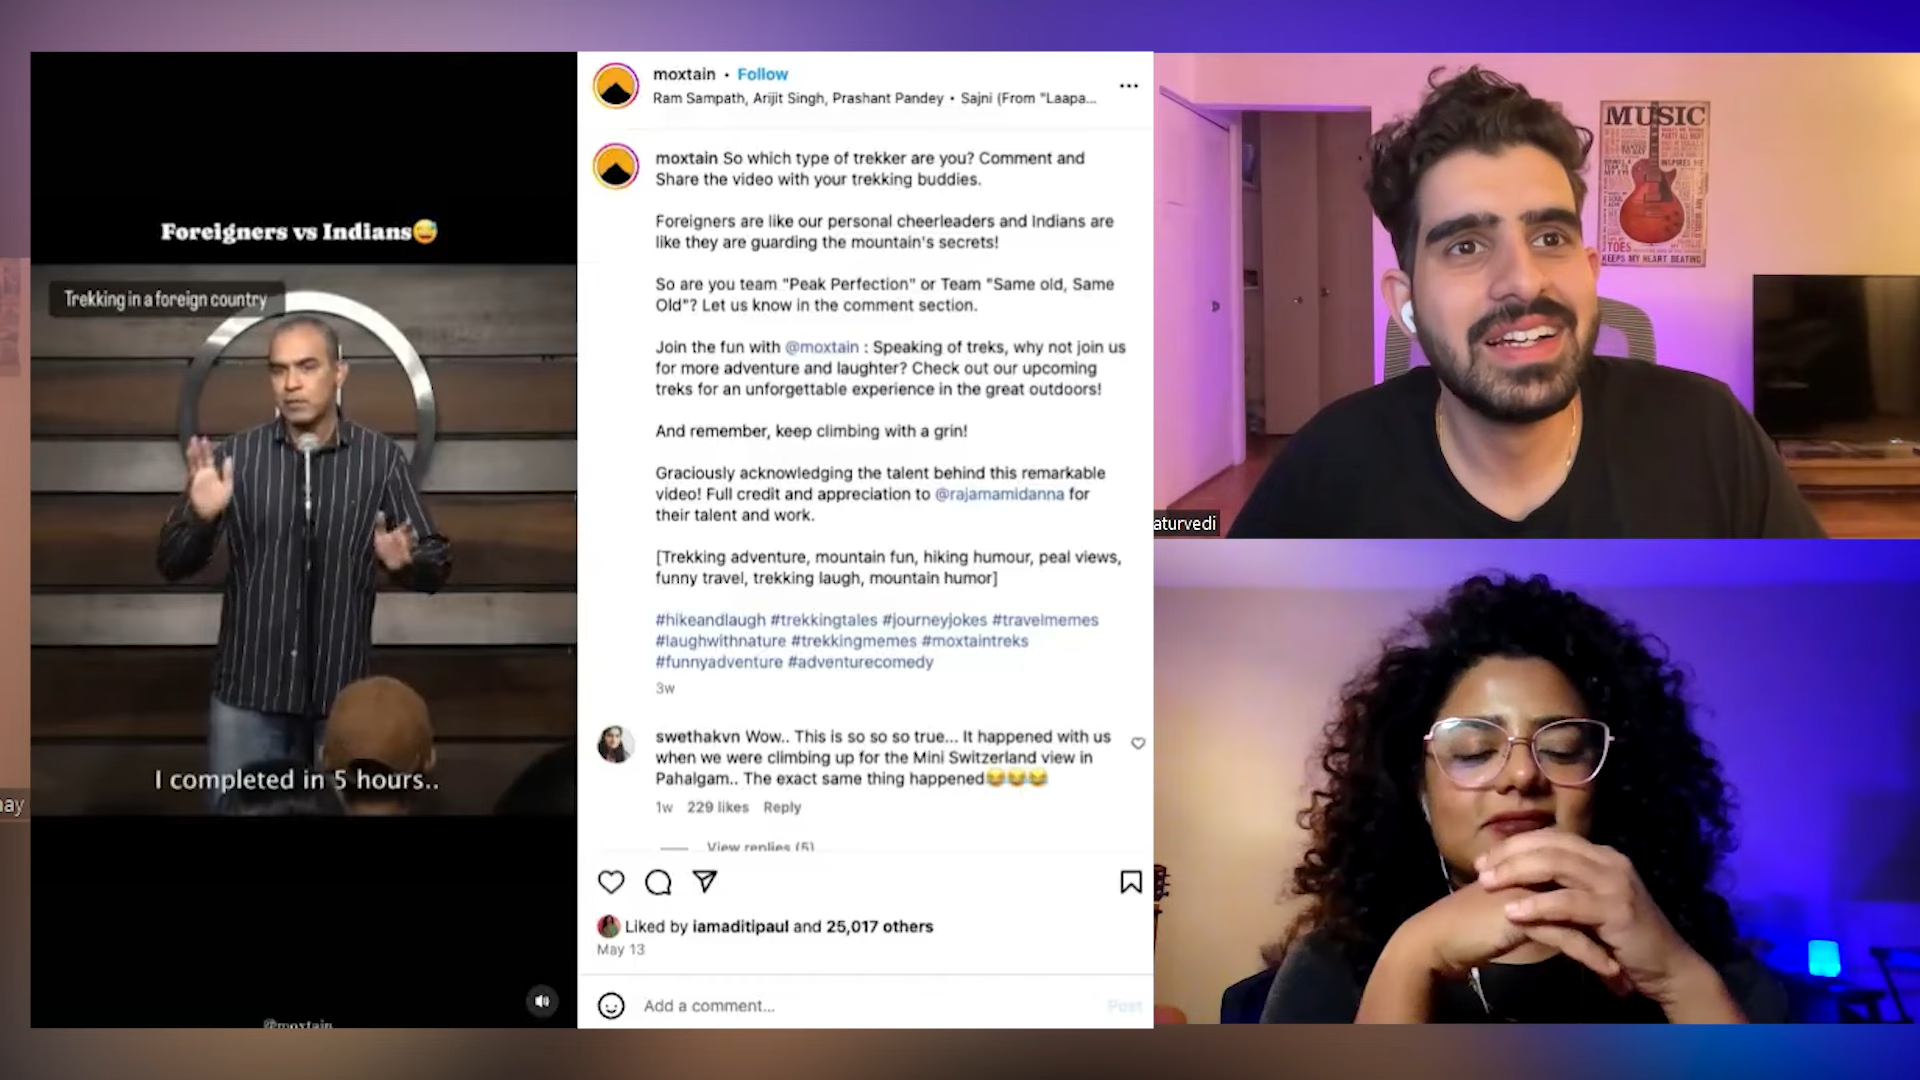 Foreigners vs Indians😅
Trekking in a foreign country
I completed in 5 hours..
@moxtain
moxtain • Follow
Ram Sampath, Arijit Singh, Prashant Pandey • Sajni (From "Laapa...
moxtain So which type of trekker are you? Comment and
Share the video with your trekking buddies.
Foreigners are like our personal cheerleaders and Indians are
like they are guarding the mountain's secrets!
So are you team "Peak Perfection" or Team "Same old, Same
Old"? Let us know in the comment section.
Join the fun with @moxtain : Speaking of treks, why not join us
for more adventure and laughter? Check out our upcoming
treks for an unforgettable experience in the great outdoors!
And remember, keep climbing with a grin!
Graciously acknowledging the talent behind this remarkable
video! Full credit and appreciation to @rajamamidanna for
their talent and work.
[Trekking adventure, mountain fun, hiking humour, peal views,
funny travel, trekking laugh, mountain humor]
#hikeandlaugh #trekkingtales #journeyjokes #travelmemes
#laughwithnature #trekkingmemes #moxtaintreks
#funnyadventure #adventurecomedy
3w
swethakvn Wow.. This is so so so true... It happened with us
when we were climbing up for the Mini Switzerland view in
Pahalgam.. The exact same thing happened😂😂😂
1w 229 likes Reply
View replies (5)
Liked by iamaditipaul and 25,017 others
May 13
Add a comment...
Post
MUSIC
TOES
KEEPS MY HEART BEATING
aturvedi
nay